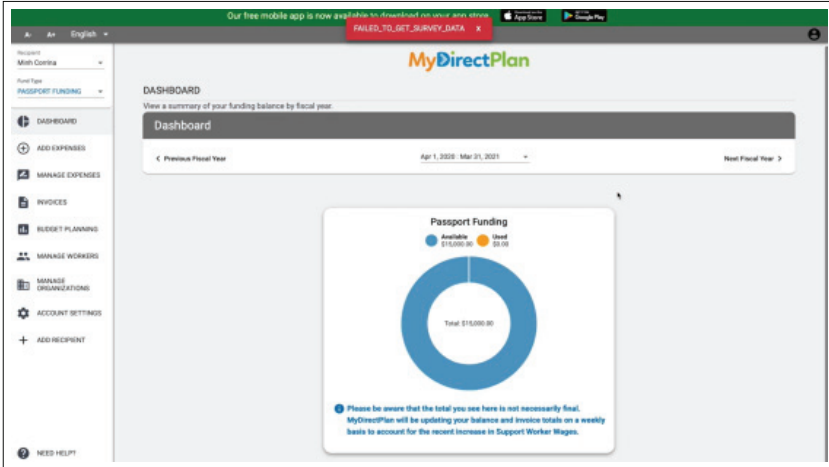 Our free mobile app is now available to download on your app store.
App Store
Google Play
FAILED_TO_GET_SURVEY_DATA X
A- A+ English
Recipient
Minh Corrina
Fund Type
PASSPORT FUNDING
MyDirectPlan
DASHBOARD
View a summary of your funding balance by fiscal year.
Dashboard
< Previous Fiscal Year
Apr 1, 2020 : Mar 31, 2021
Next Fiscal Year >
DASHBOARD
ADD EXPENSES
MANAGE EXPENSES
INVOICES
BUDGET PLANNING
MANAGE WORKERS
MANAGE
ORGANIZATIONS
ACCOUNT SETTINGS
ADD RECIPIENT
NEED HELP?
Passport Funding
Available
$15,000.00
Used
$0.00
Total: $15,000.00
Please be aware that the total you see here is not necessarily final.
MyDirectPlan will be updating your balance and invoice totals on a weekly
basis to account for the recent increase in Support Worker Wages.